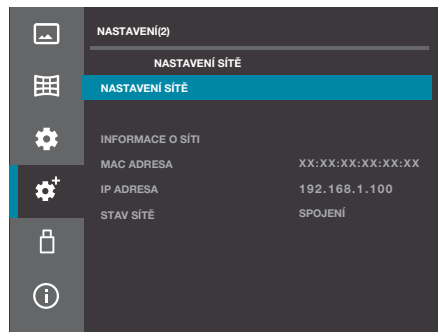 NASTAVENÍ(2)
NASTAVENÍ SÍTĚ
NASTAVENÍ SÍTĚ
INFORMACE O SÍTI
MAC ADRESA XX:XX:XX:XX:XX:XX
IP ADRESA 192.168.1.100
STAV SÍTĚ SPOJENÍ